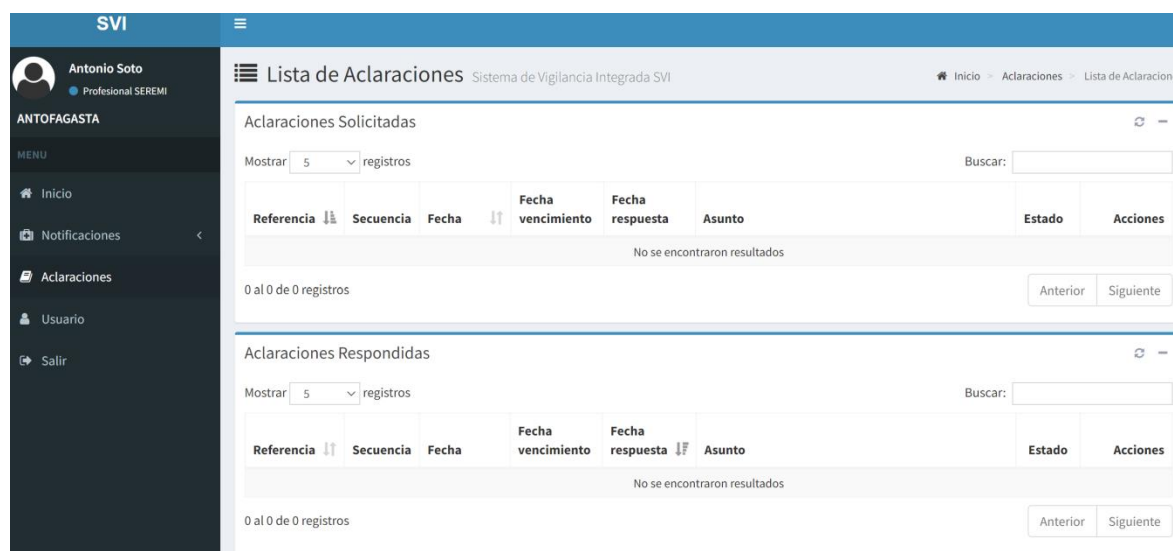 SVI
Antonio Soto
Profesional SEREMI
ANTOFAGASTA
MENU
Inicio
Notificaciones
Aclaraciones
Usuario
Salir
Lista de Aclaraciones Sistema de Vigilancia Integrada SVI
Inicio > Aclaraciones > Lista de Aclaracion
Aclaraciones Solicitadas
Mostrar 5 registros Buscar:
Referencia Secuencia Fecha Fecha vencimiento Fecha respuesta Asunto Estado Acciones
No se encontraron resultados
0 al 0 de 0 registros Anterior Siguiente
Aclaraciones Respondidas
Mostrar 5 registros Buscar:
Referencia Secuencia Fecha Fecha vencimiento Fecha respuesta Asunto Estado Acciones
No se encontraron resultados
0 al 0 de 0 registros Anterior Siguiente